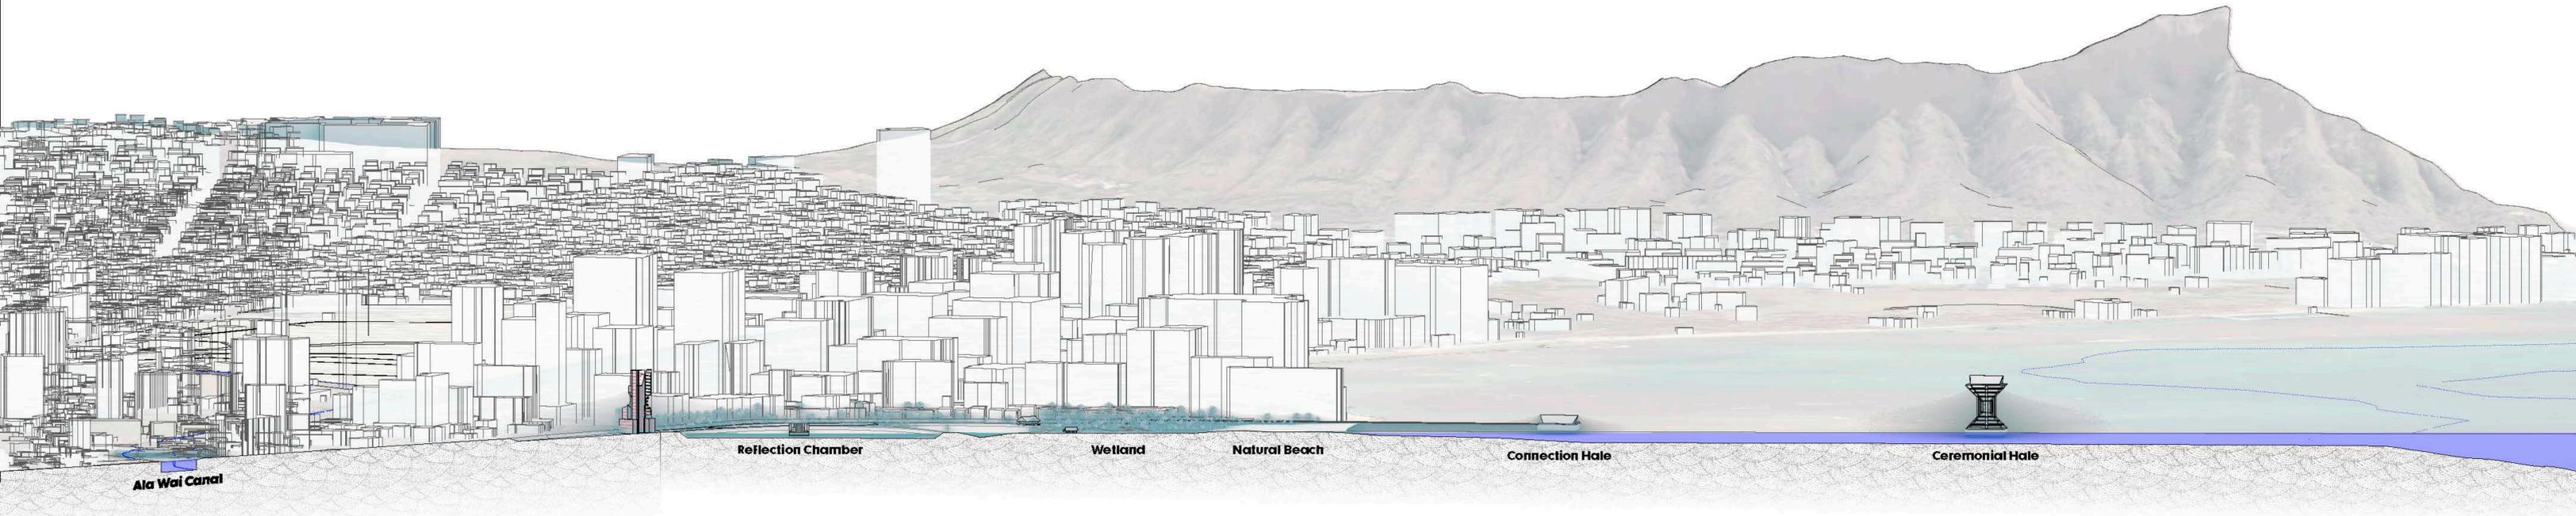 Ala Wai Canal
Reflection Chamber
Wetland
Natural Beach
Connection Hale
Ceremonial Hale